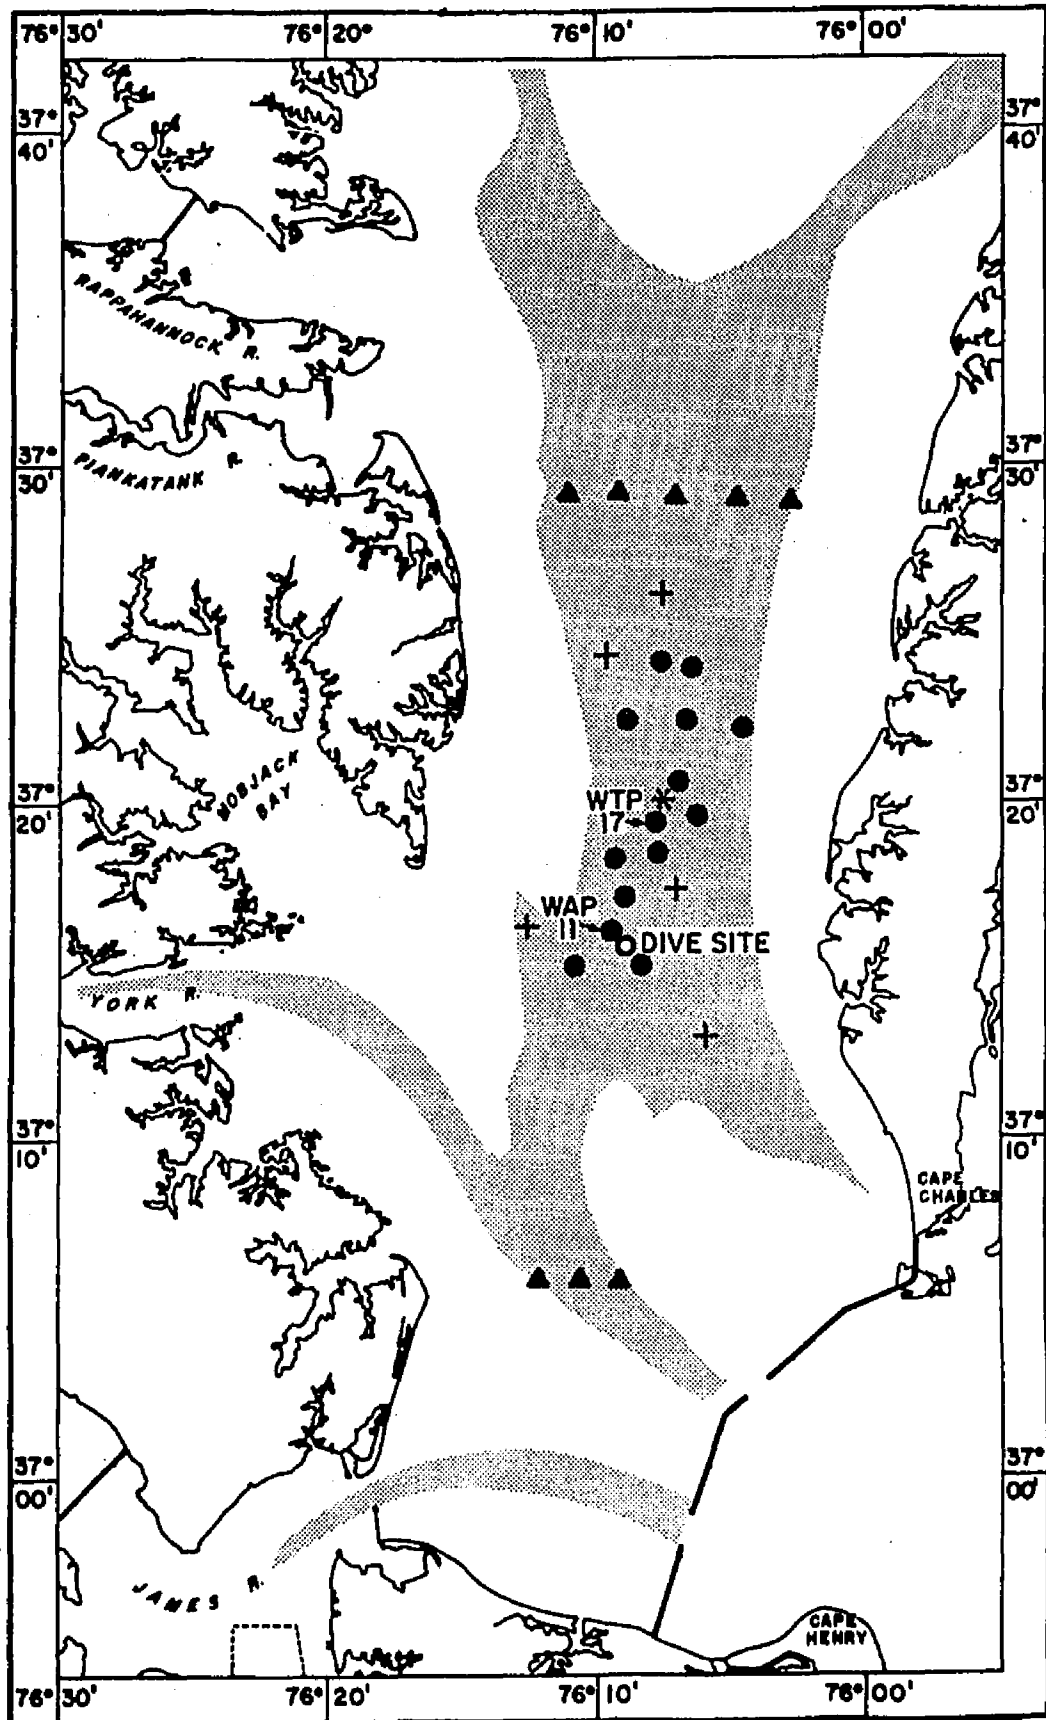 76° 30'
76° 20°
76° 10'
76° 00'
37°
40'
37°
40'
RAPPAHANNOCK R.
37°
30'
37°
30'
PIANKATANK R.
MOBJACK
BAY
37°
20'
WTP
17
37°
20'
WAP
11
DIVE SITE
YORK R.
37°
10'
37°
10'
CAPE
CHARLES
37°
00'
37°
00'
JAMES R.
CAPE
HENRY
76° 30'
76° 20'
76° 10'
76° 00'